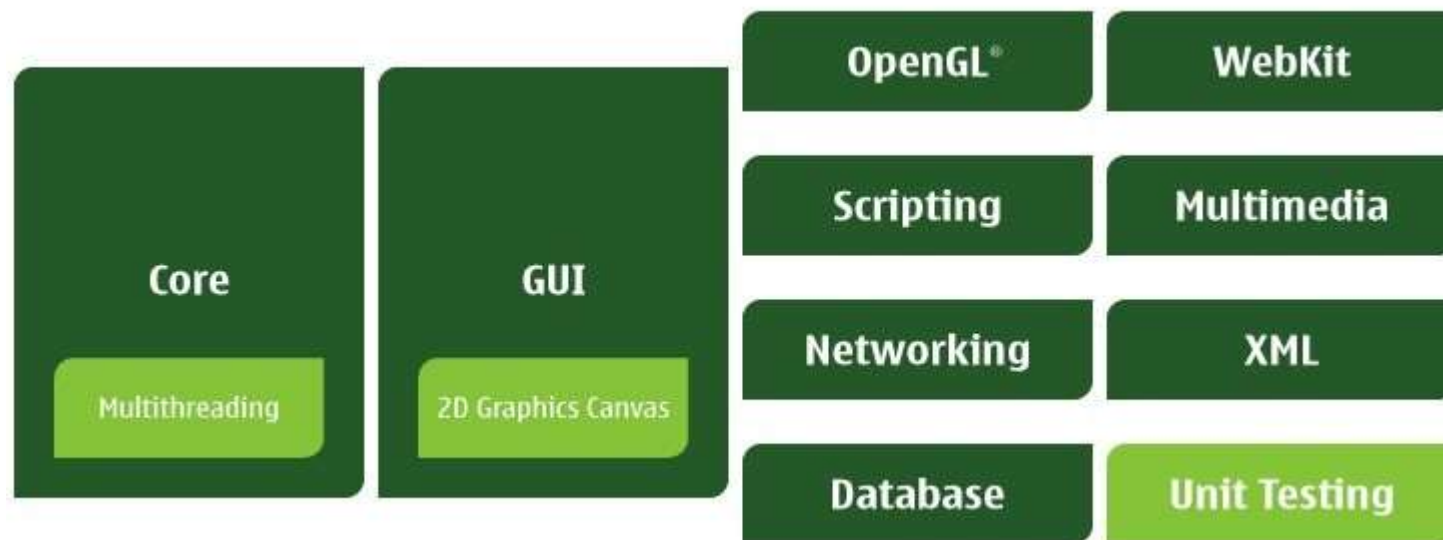 Core
Multithreading
GUI
2D Graphics Canvas
OpenGL®
WebKit
Scripting
Multimedia
Networking
XML
Database
Unit Testing